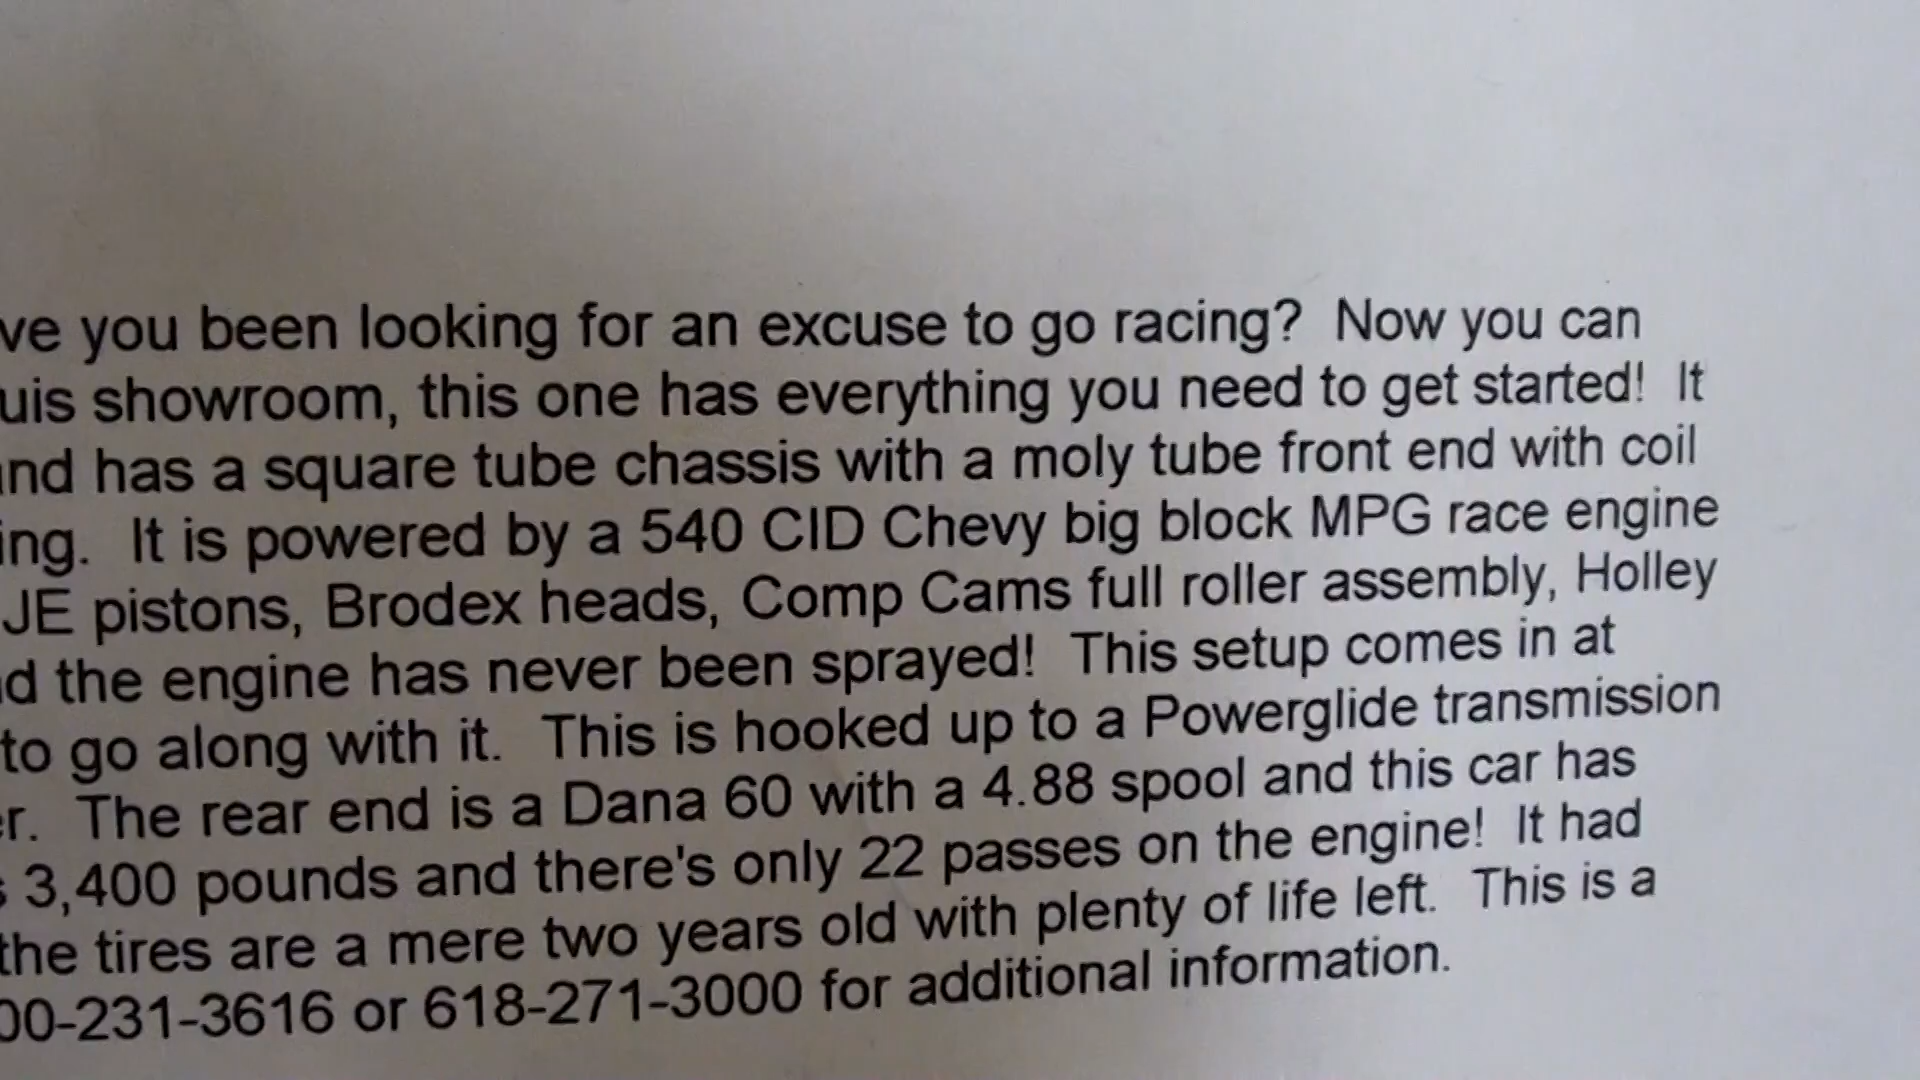 ve you been looking for an excuse to go racing? Now you can
uis showroom, this one has everything you need to get started! It
nd has a square tube chassis with a moly tube front end with coil
ing. It is powered by a 540 CID Chevy big block MPG race engine
JE pistons, Brodex heads, Comp Cams full roller assembly, Holley
d the engine has never been sprayed! This setup comes in at
to go along with it. This is hooked up to a Powerglide transmission
er. The rear end is a Dana 60 with a 4.88 spool and this car has
s 3,400 pounds and there's only 22 passes on the engine! It had
the tires are a mere two years old with plenty of life left. This is a
00-231-3616 or 618-271-3000 for additional information.